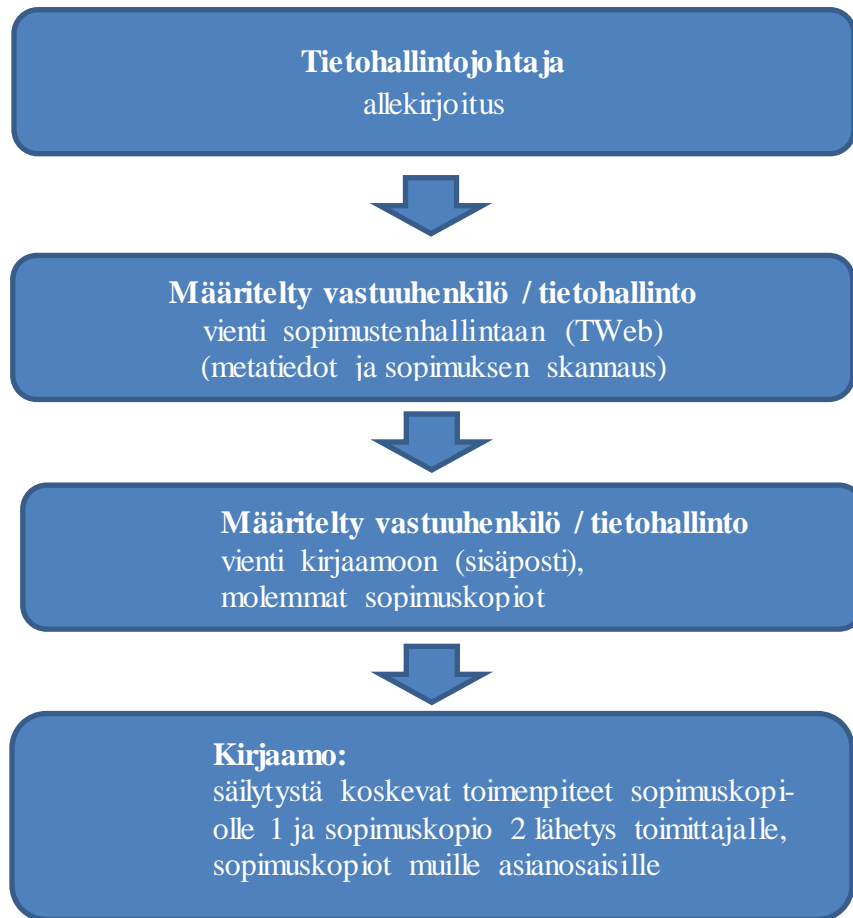 Tietohallintojohtaja
allekirjoitus
Määritelty vastuuhenkilö / tietohallinto
vienti sopimustenhallintaan (TWeb)
(metatiedot ja sopimuksen skannaus)
Määritelty vastuuhenkilö / tietohallinto
vienti kirjaamoon (sisäposti),
molemmat sopimuskopiot
Kirjaamo:
säilytystä koskevat toimenpiteet sopimuskopi-
olle 1 ja sopimuskopio 2 lähetys toimittajalle,
sopimuskopiot muille asianosaisille